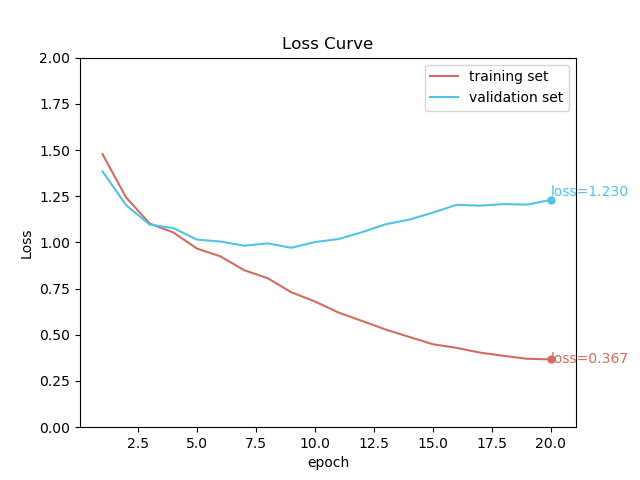 Loss Curve
training set
validation set
Loss
2.00
1.75
1.50
1.25
1.00
0.75
0.50
0.25
0.00
loss=1.230
loss=0.367
2.5
5.0
7.5
10.0
12.5
15.0
17.5
20.0
epoch